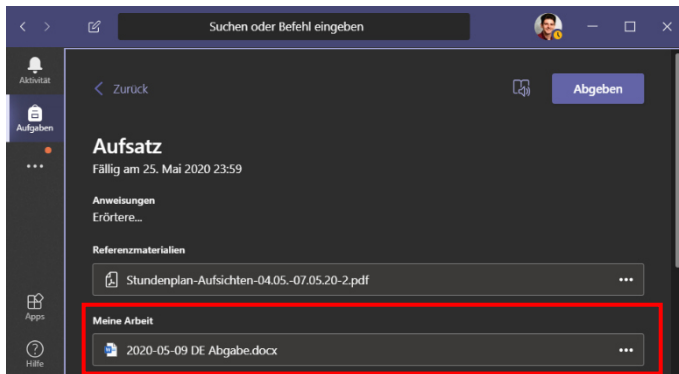 Suchen oder Befehl eingeben
Aktivität
Zurück
Abgeben
Aufgaben
Aufsatz
Fällig am 25. Mai 2020 23:59
Anweisungen
Erörtere...
Referenzmaterialien
Stundenplan-Aufsichten-04.05.-07.05.20-2.pdf
Apps
Meine Arbeit
2020-05-09 DE Abgabe.docx
Hilfe